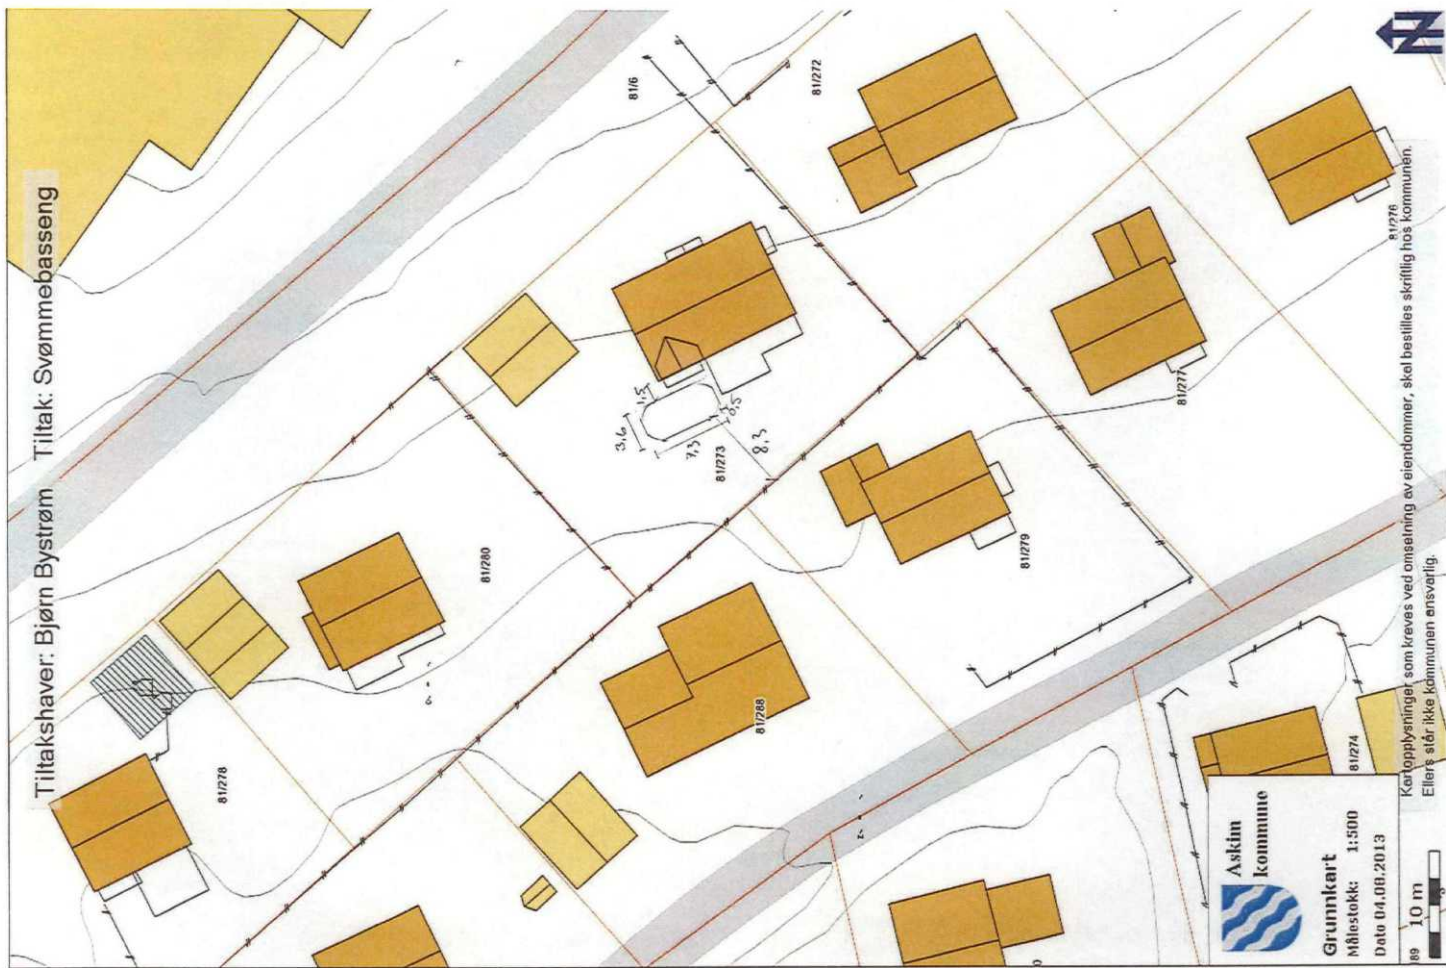 Tiltakshaver: Bjørn Bystrøm Tiltak: Svømmebasseng
81/6
81/272
81/278
81/280
81/273
3,6
1,5
7,3
0,5
8,3
81/288
81/279
81/277
81/276
81/274
Askim
kommune
Grunnkart
Målestokk: 1:500
Dato 04.08.2013
10 m
Kartopplysninger som kreves ved omsetning av eiendommer, skal bestilles skriftlig hos kommunen.
Ellers står ikke kommunen ansvarlig.
N